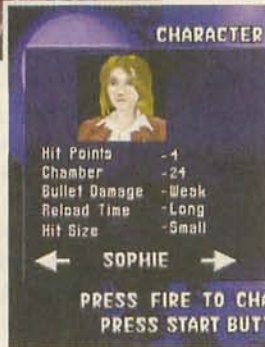 CHARACTER
Hit Points -4
Chamber -24
Bullet Damage -Weak
Reload Time -Long
Hit Size -Small
SOPHIE
PRESS FIRE TO CHA
PRESS START BUTT